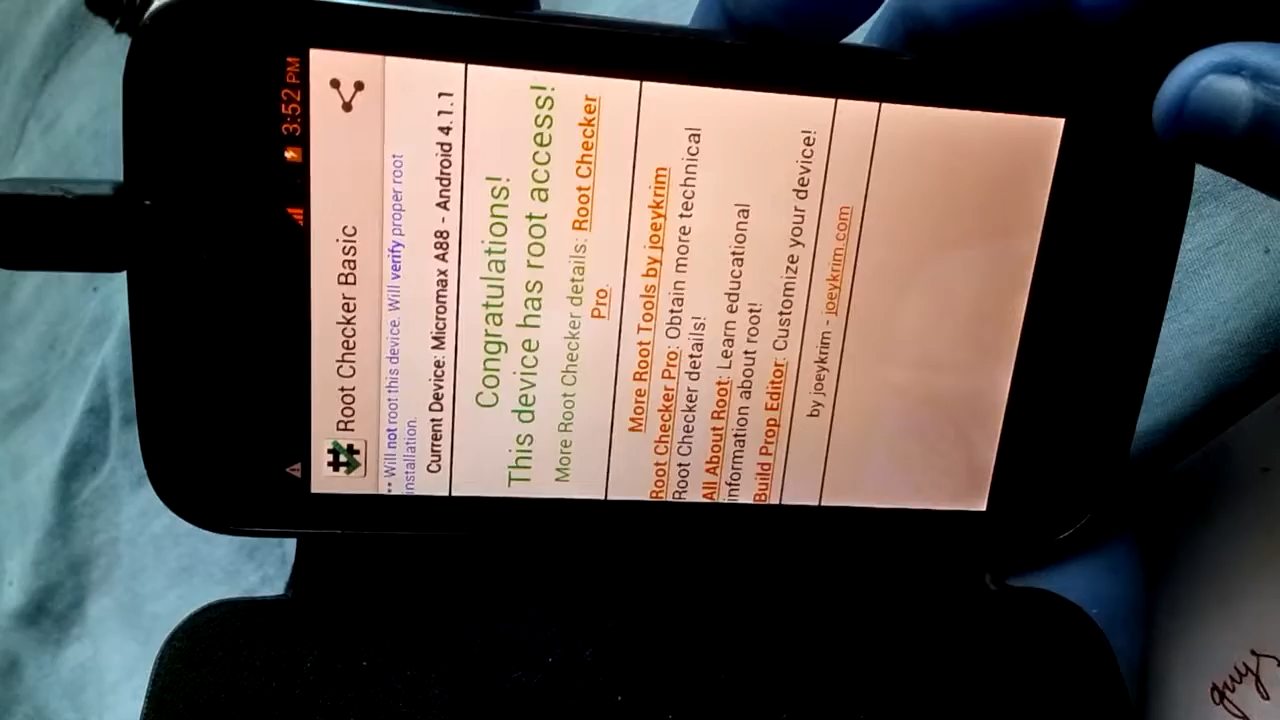 3:52 PM
Root Checker Basic
** Will not root this device. Will verify proper root
installation.
Current Device: Micromax A88 - Android 4.1.1
Congratulations!
This device has root access!
More Root Checker details: Root Checker
Pro.
More Root Tools by joeykrim
Root Checker Pro: Obtain more technical
Root Checker details!
All About Root: Learn educational
information about root!
Build Prop Editor: Customize your device!
by joeykrim - joeykrim.com
guys